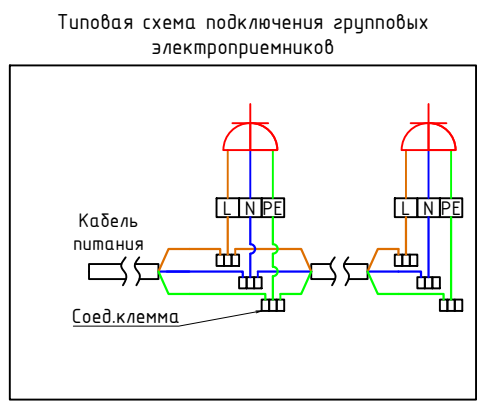 Типовая схема подключения групповых
электроприемников
L N PE
L N PE
Кабель
питания
Соед.клемма